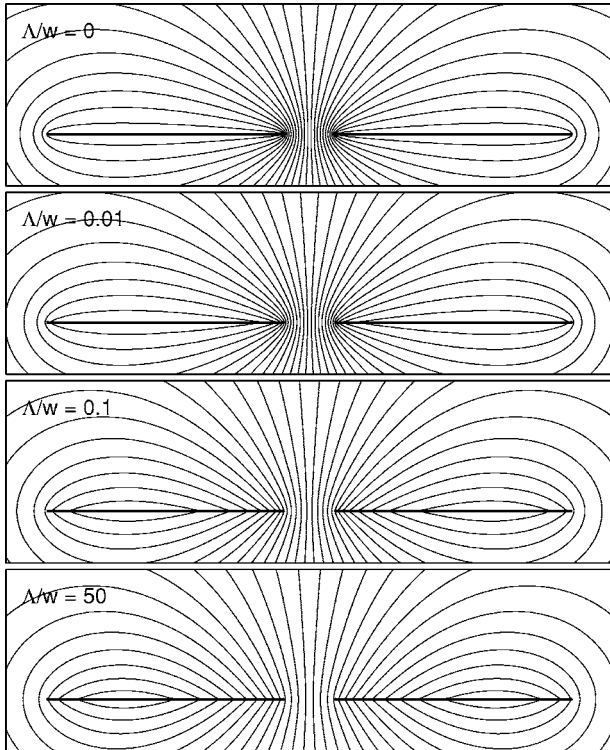 Λ/w = 0
Λ/w = 0.01
Λ/w = 0.1
Λ/w = 50